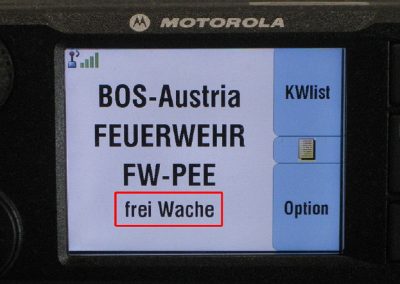 MOTOROLA
BOS-Austria
KWlist
FEUERWEHR
FW-PEE
frei Wache
Option